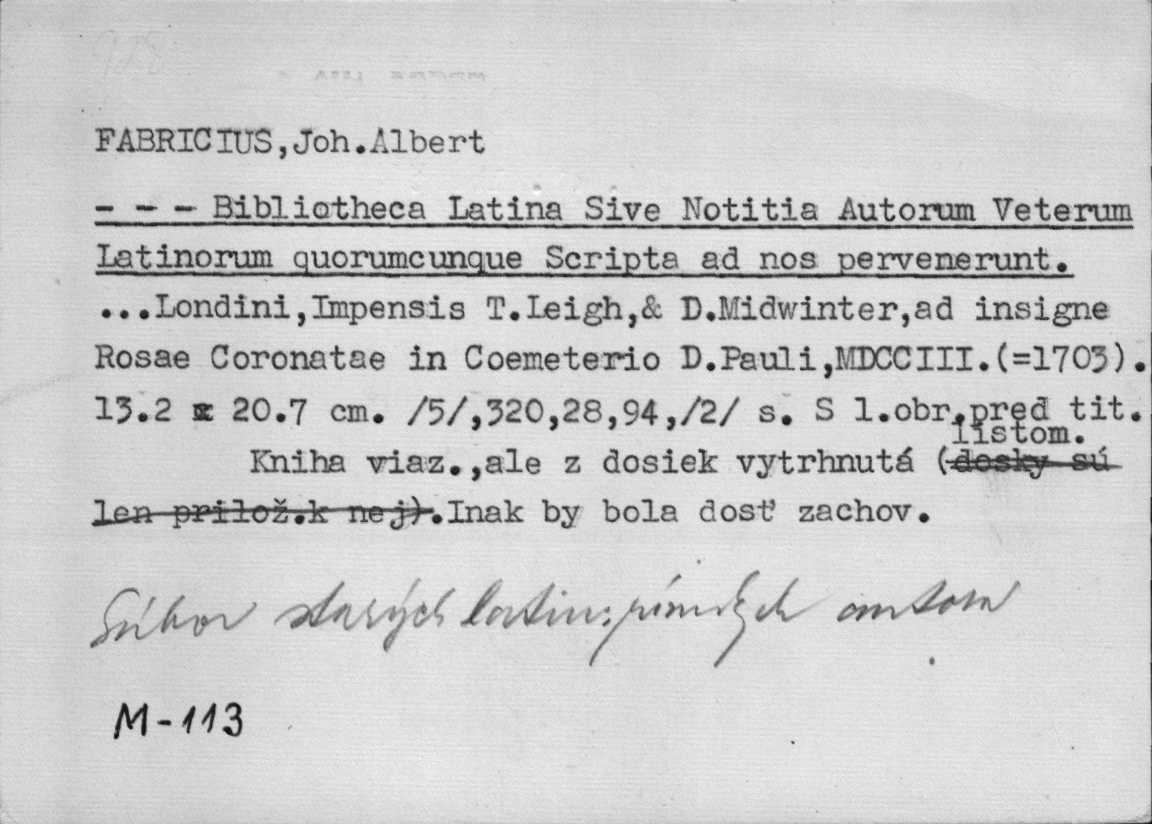 FABRICIUS,Joh.Albert
- - - Bibliotheca Latina Sive Notitia Autorum Veterum
Latinorum quorumcunque Scripta ad nos pervenerunt.
...Londini,Impensis T.Leigh,& D.Midwinter,ad insigne
Rosae Coronatae in Coemeterio D.Pauli,MDCCIII.(=1703).
13.2 x 20.7 cm. /5/,320,28,94,/2/ s. S 1.obr.pred tit.
listom.
Kniha viaz.,ale z dosiek vytrhnutá (dosky sú
len prilož.k nej).Inak by bola dosť zachov.
Súbor starých latin. rímskych autorov
M-113